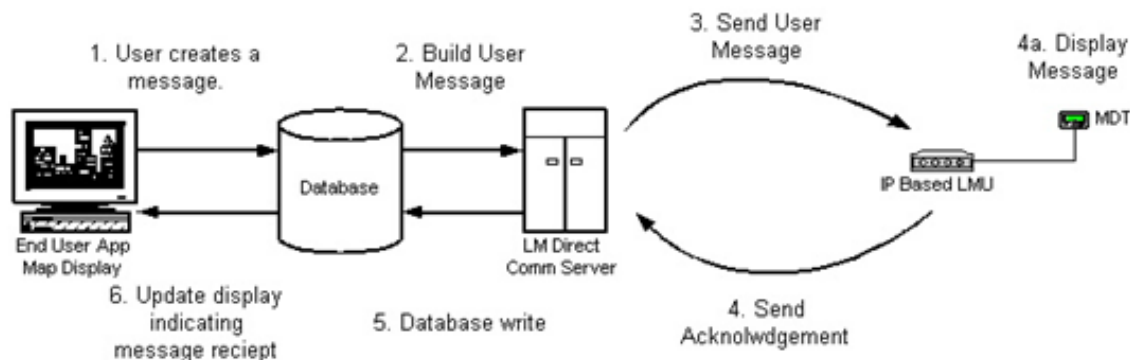 1. User creates a
message.
2. Build User
Message
3. Send User
Message
4a. Display
Message
MDT
Database
IP Based LMU
End User App
Map Display
LM Direct
Comm Server
6. Update display
indicating
message reciept
5. Database write
4. Send
Acknolwdgement